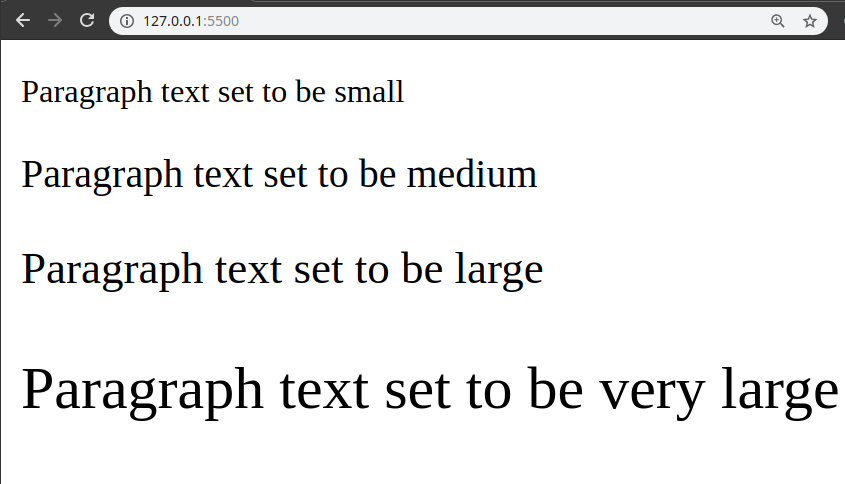 127.0.0.1:5500
Paragraph text set to be small
Paragraph text set to be medium
Paragraph text set to be large
Paragraph text set to be very large